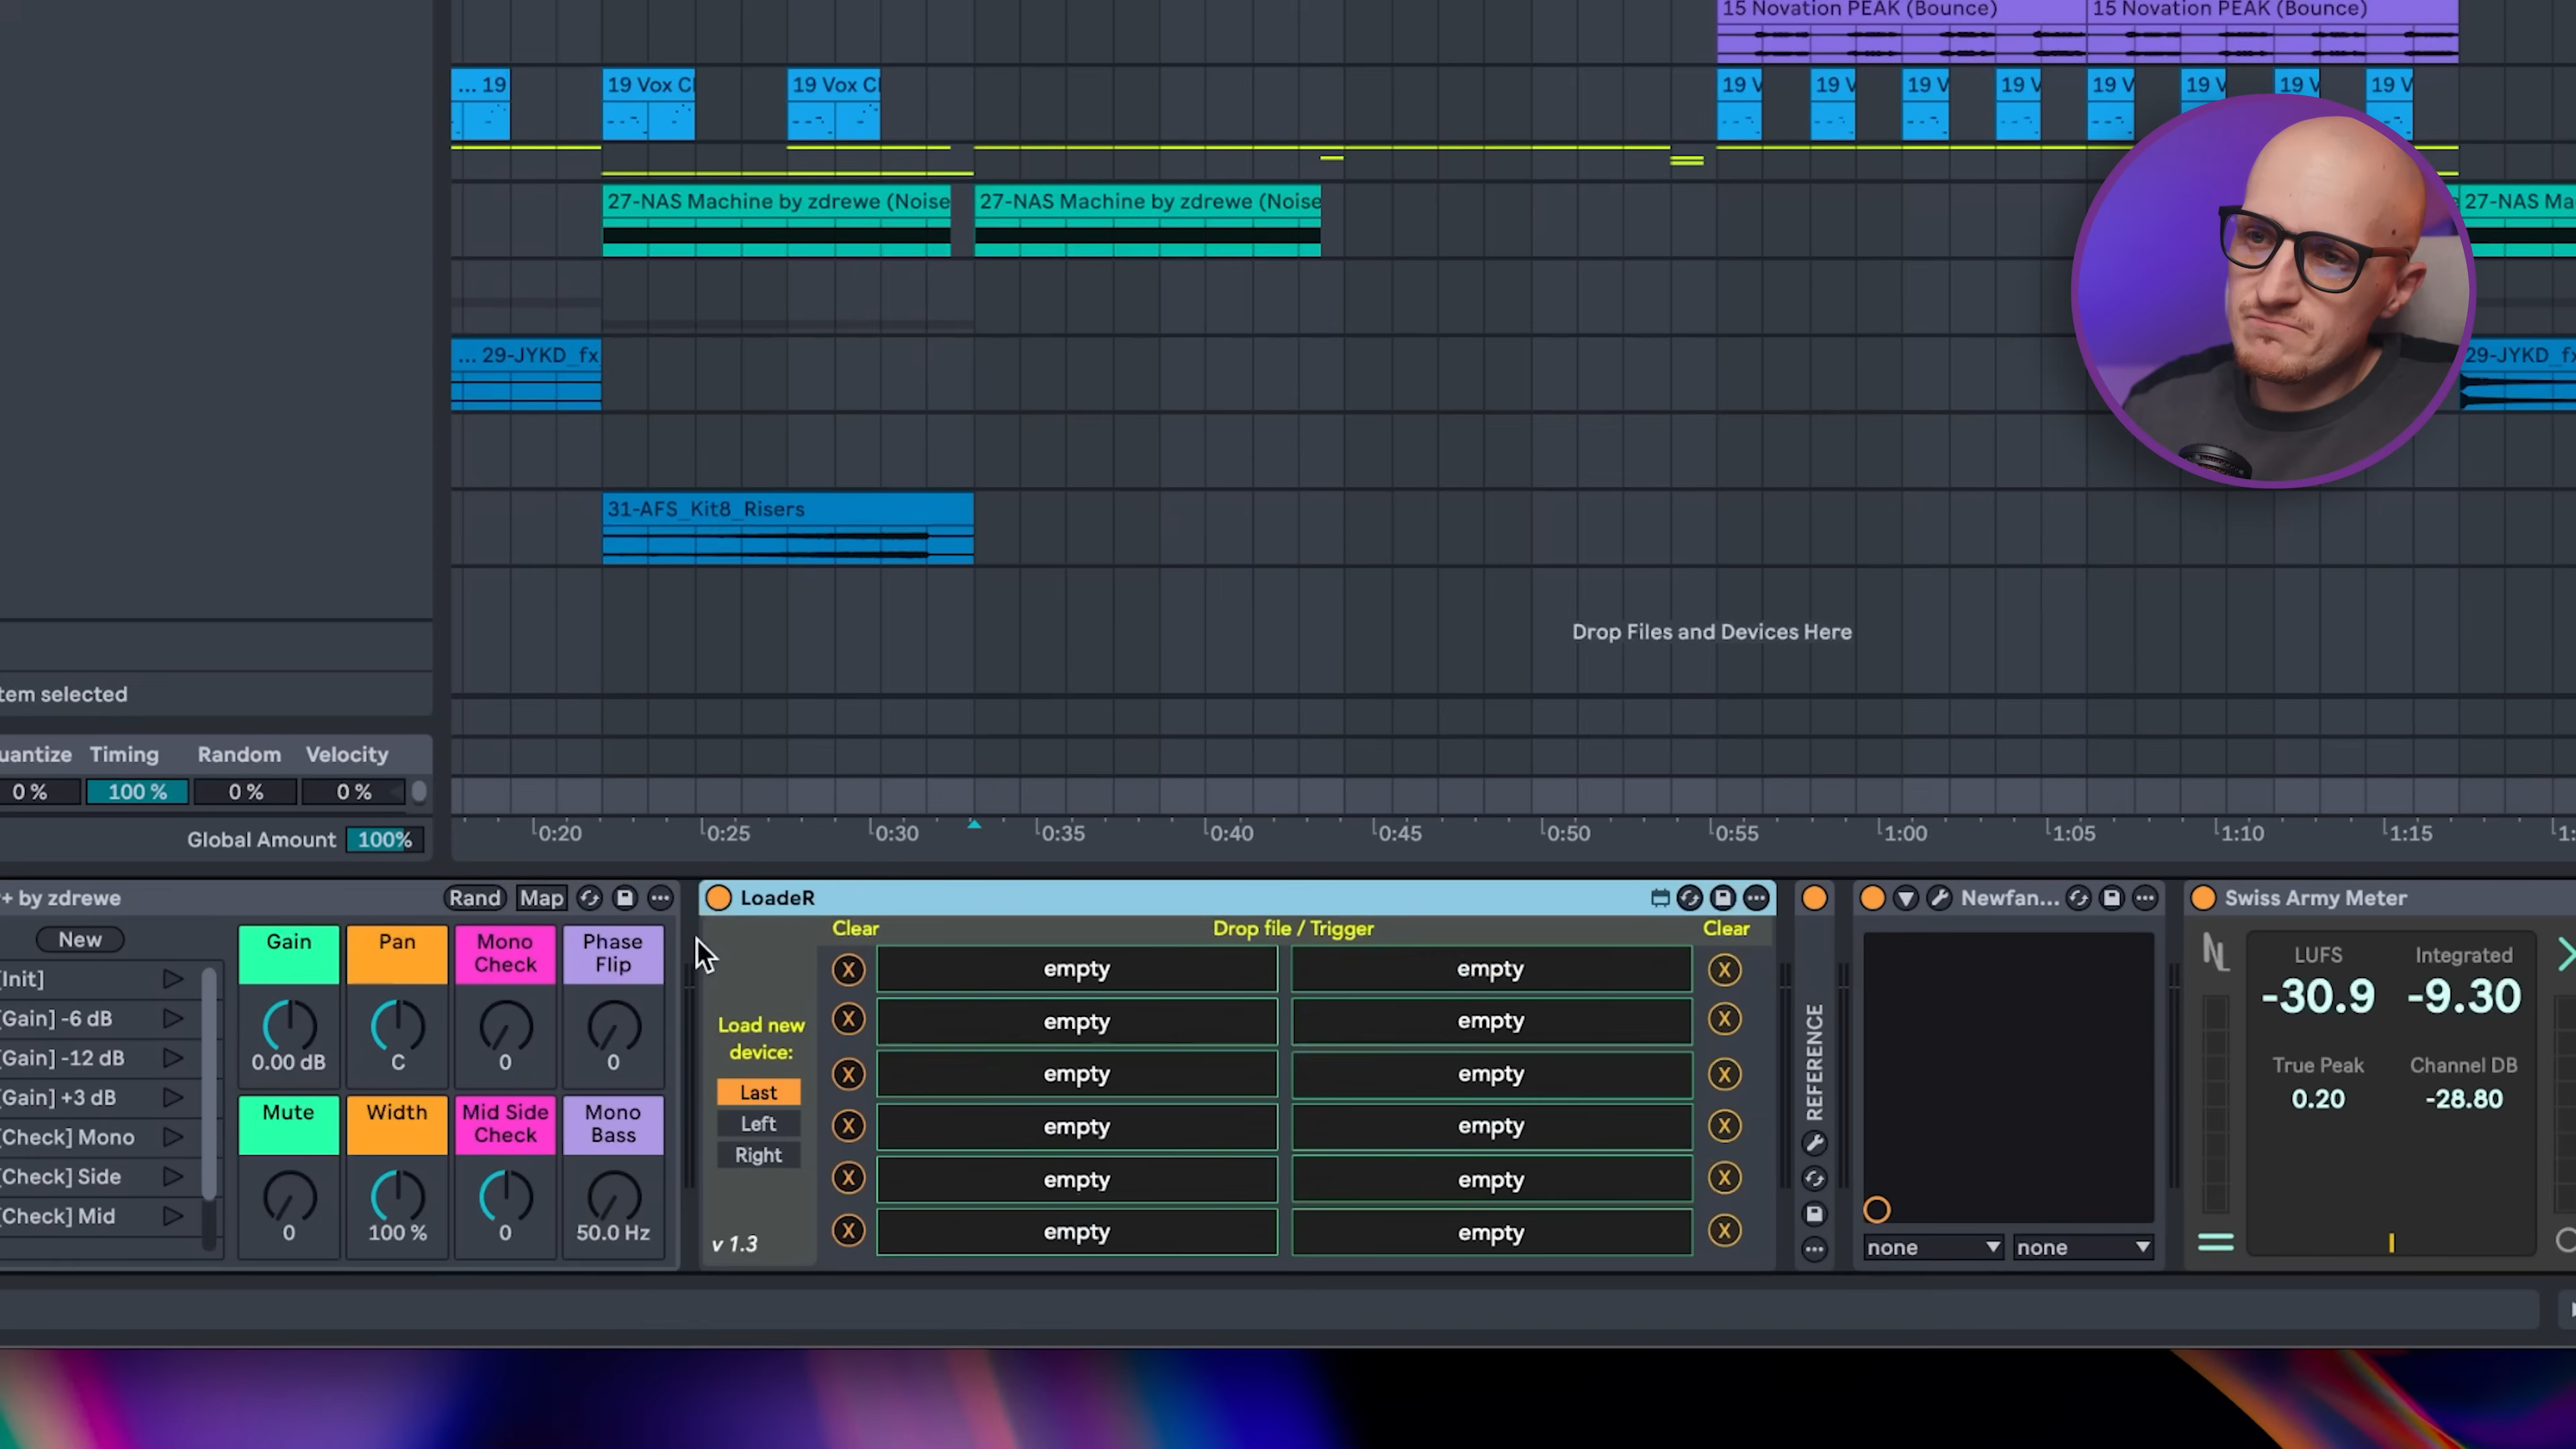 15 Novation PEAK (Bounce) 15 Novation PEAK (Bounce)
... 19 19 Vox Cl 19 Vox Cl 19 V 19 V 19 V 19 V 19 V 19 V 19 V 19 V
27-NAS Machine by zdrewe (Noise 27-NAS Machine by zdrewe (Noise 27-NAS Ma
... 29-JYKD_fx 29-JYKD_fx
31-AFS_Kit8_Risers
Drop Files and Devices Here
tem selected
uantize Timing Random Velocity
0 % 100 % 0 % 0 %
Global Amount 100%
0:20 0:25 0:30 0:35 0:40 0:45 0:50 0:55 1:00 1:05 1:10 1:15 1:
+ by zdrewe Rand Map
New
[Init]
[Gain] -6 dB
[Gain] -12 dB
[Gain] +3 dB
[Check] Mono
[Check] Side
[Check] Mid
Gain Pan Mono Check Phase Flip
0.00 dB C 0 0
Mute Width Mid Side Check Mono Bass
0 100 % 0 50.0 Hz
LoadeR
Clear Drop file / Trigger Clear
Load new
device:
Last
Left
Right
v 1.3
X empty empty X
X empty empty X
X empty empty X
X empty empty X
X empty empty X
X empty empty X
REFERENCE
Newfan...
none none
Swiss Army Meter
LUFS Integrated
-30.9 -9.30
True Peak Channel DB
0.20 -28.80